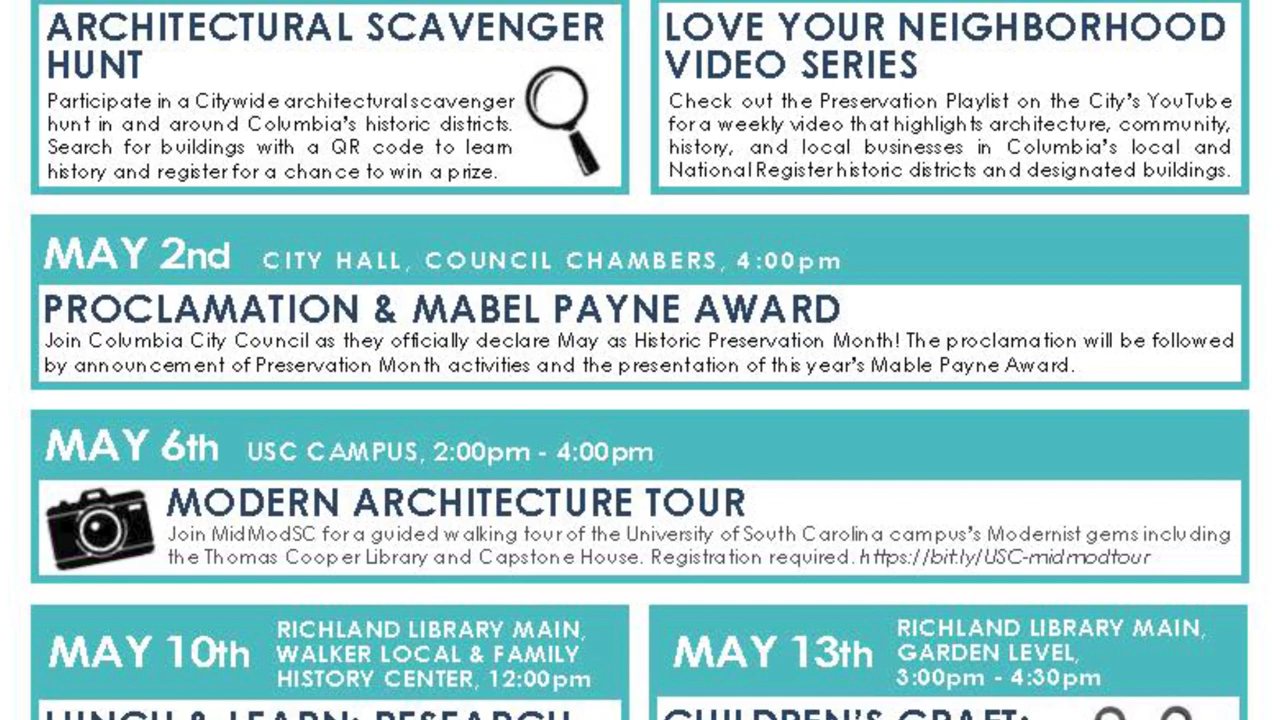 ARCHITECTURAL SCAVENGER
HUNT
Participate in a Citywide architectural scavenger
hunt in and around Columbia's historic districts.
Search for buildings with a QR code to learn
history and register for a chance to win a prize.
LOVE YOUR NEIGHBORHOOD
VIDEO SERIES
Check out the Preservation Playlist on the City's YouTube
for a weekly video that highlights architecture, community,
history, and local businesses in Columbia's local and
National Register historic districts and designated buildings.
MAY 2nd CITY HALL, COUNCIL CHAMBERS, 4:00pm
PROCLAMATION & MABEL PAYNE AWARD
Join Columbia City Council as they officially declare May as Historic Preservation Month! The proclamation will be followed
by announcement of Preservation Month activities and the presentation of this year's Mable Payne Award.
MAY 6th USC CAMPUS, 2:00pm - 4:00pm
MODERN ARCHITECTURE TOUR
Join MidModSC for a guided walking tour of the University of South Carolina campus's Modernist gems including
the Thomas Cooper Library and Capstone House. Registration required. https://bit.ly/USC-midmodtour
MAY 10th
RICHLAND LIBRARY MAIN,
WALKER LOCAL & FAMILY
HISTORY CENTER, 12:00pm
LUNCH & LEARN: RESEARCH
MAY 13th
RICHLAND LIBRARY MAIN,
GARDEN LEVEL,
3:00pm - 4:30pm
CHILDREN'S CRAFT: